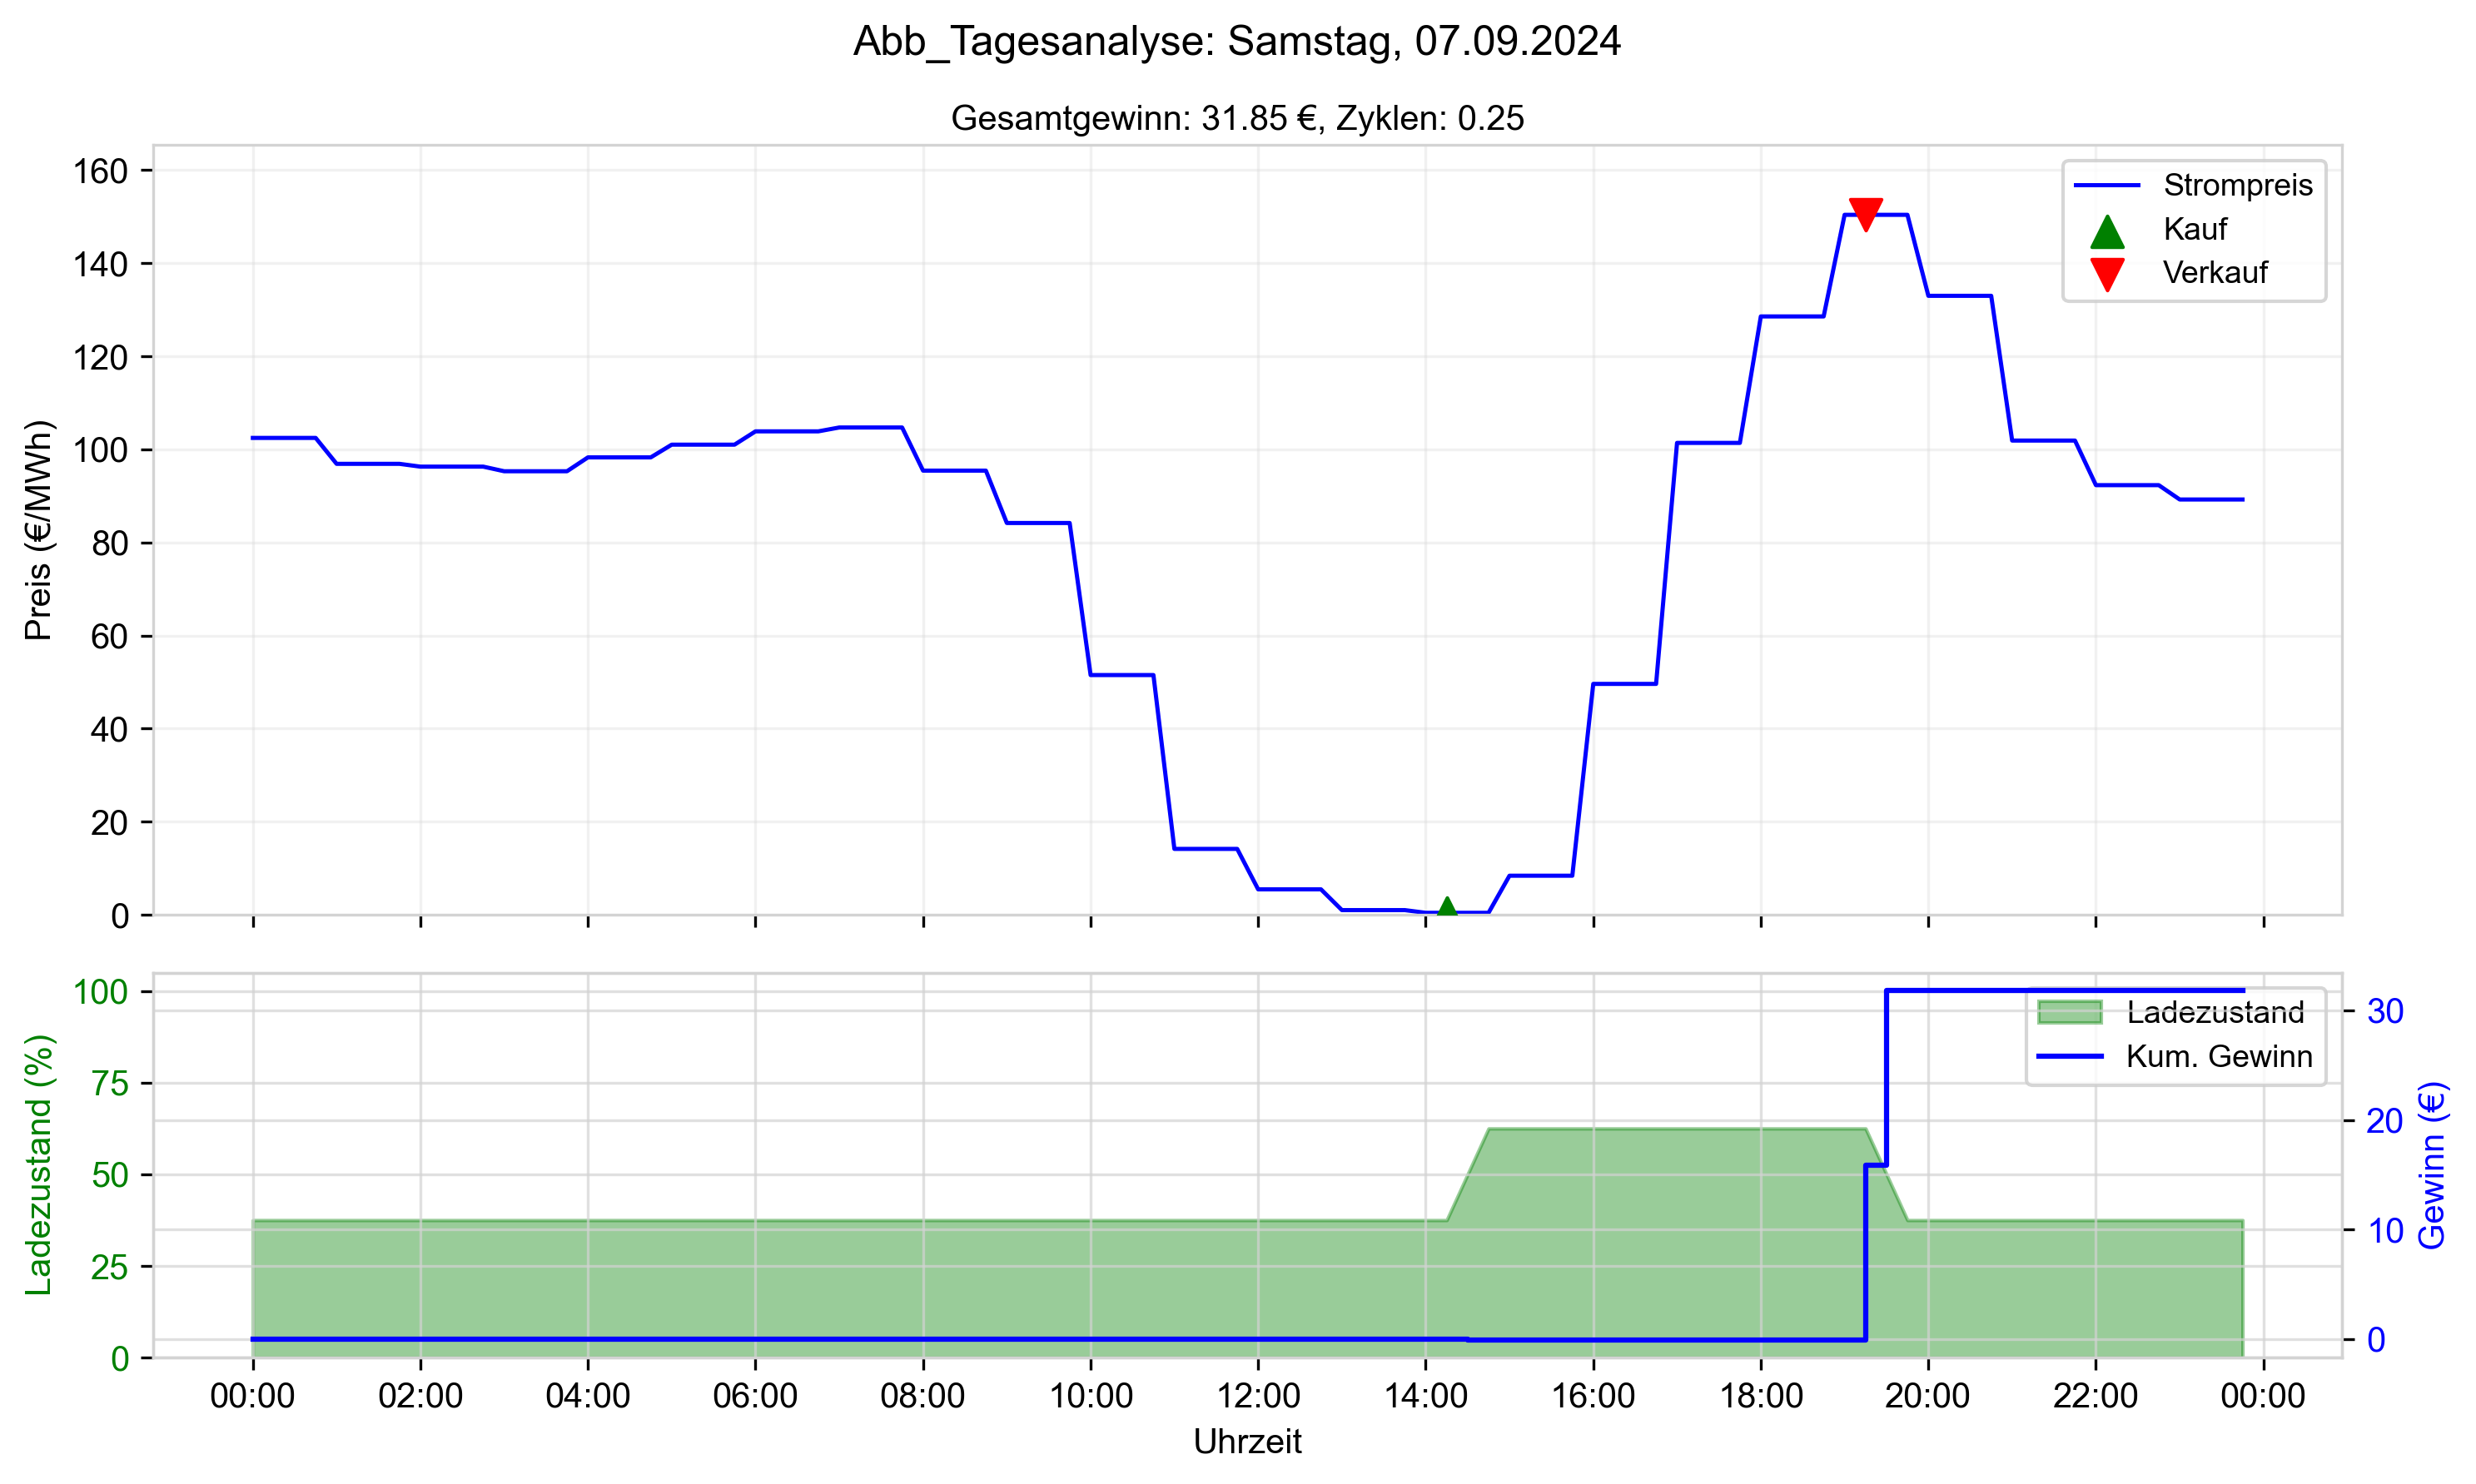 Abb_Tagesanalyse: Samstag, 07.09.2024
Gesamtgewinn: 31.85 €, Zyklen: 0.25
Preis (€/MWh)
160
140
120
100
80
60
40
20
0
Strompreis
Kauf
Verkauf
Ladezustand (%)
100
75
50
25
0
Ladezustand
Kum. Gewinn
30
20
10
0
Gewinn (€)
00:00 02:00 04:00 06:00 08:00 10:00 12:00 14:00 16:00 18:00 20:00 22:00 00:00
Uhrzeit